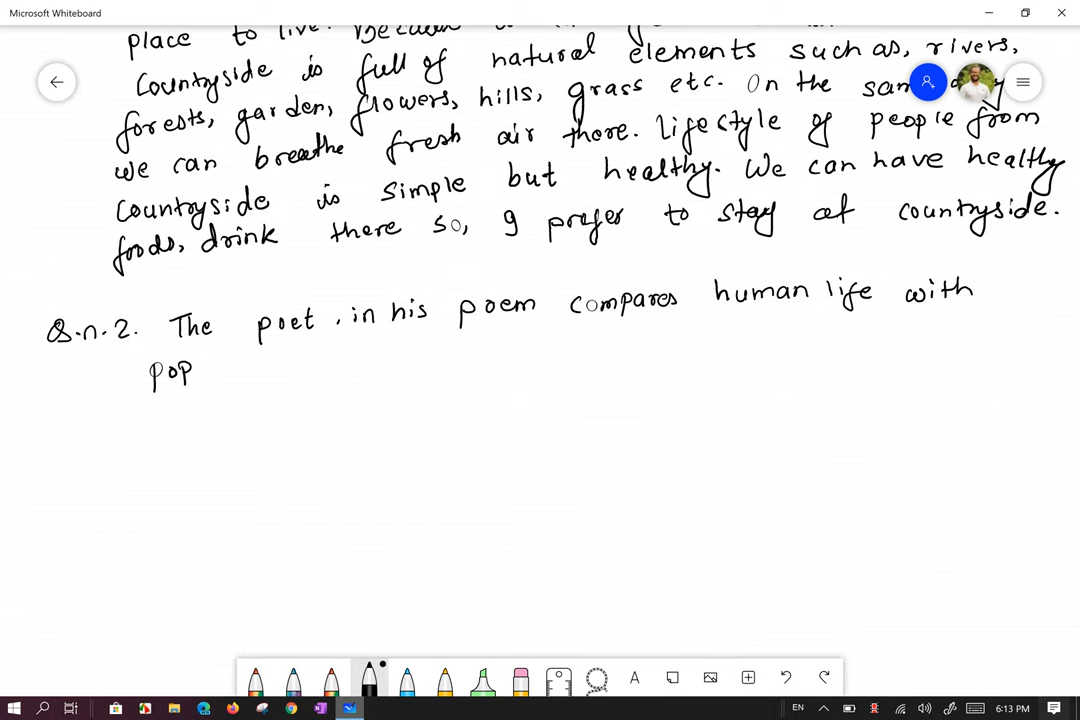 Microsoft Whiteboard
place to live.
Countryside is full of natural elements such as, rivers,
forests, garden, flowers, hills, grass etc. On the
we can breathe fresh air there. Lifestyle of people from
countryside is simple but healthy. We can have healthy
foods, drink there so, I prefer to stay at countryside.
Q.n.2. The poet, in his poem compares human life with
pop
A
EN
6:13 PM